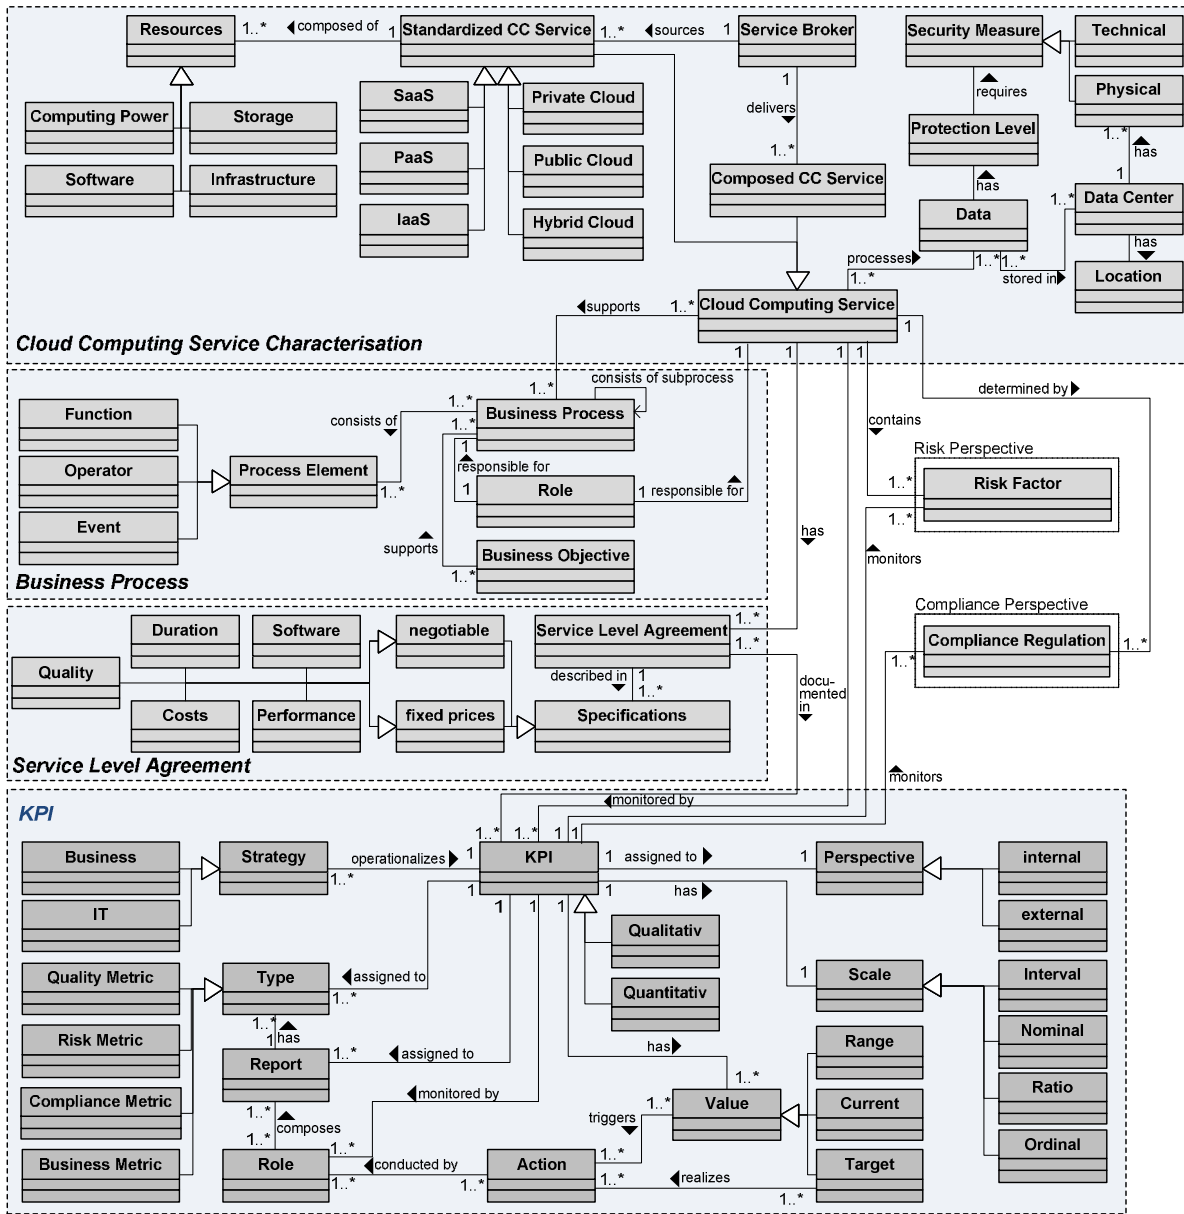 Resources
1..*
composed of
1
Standardized CC Service
1..*
sources
1
Service Broker
Security Measure
Technical
Computing Power
Storage
Software
Infrastructure
SaaS
PaaS
IaaS
Private Cloud
Public Cloud
Hybrid Cloud
1
delivers
1..*
Composed CC Service
requires
Protection Level
has
Data
Physical
1..*
has
1
Data Center
has
Location
1..*
stored in
1..*
1..*
processes
1..*
Cloud Computing Service
supports
1..*
1
1
1
1
1
1
Cloud Computing Service Characterisation
Function
Operator
Event
Process Element
1..*
consists of
1..*
1..*
consists of subprocess
Business Process
1..*
1
responsible for
1
Role
1
responsible for
supports
1..*
Business Objective
Business Process
has
contains
determined by
Risk Perspective
1..*
Risk Factor
1..*
monitors
Compliance Perspective
Compliance Regulation
1..*
1..*
monitors
Quality
Duration
Software
Costs
Performance
negotiable
fixed prices
Service Level Agreement
1..*
1..*
described in
1
1..*
Specifications
docu-
mented
in
Service Level Agreement
KPI
monitored by
1..*
1..*
1
1
Business
IT
Strategy
operationalizes
1..*
1
KPI
1
assigned to
1
Perspective
internal
external
1
has
1
Scale
Interval
Nominal
Ratio
Ordinal
1
1
1
1
Qualitativ
Quantitativ
Quality Metric
Risk Metric
Compliance Metric
Business Metric
Type
1..*
assigned to
1..*
has
1
Report
1..*
assigned to
1..*
composes
1..*
Role
1..*
monitored by
1..*
conducted by
1..*
Action
has
1..*
Value
1..*
triggers
1..*
1..*
realizes
1..*
Range
Current
Target